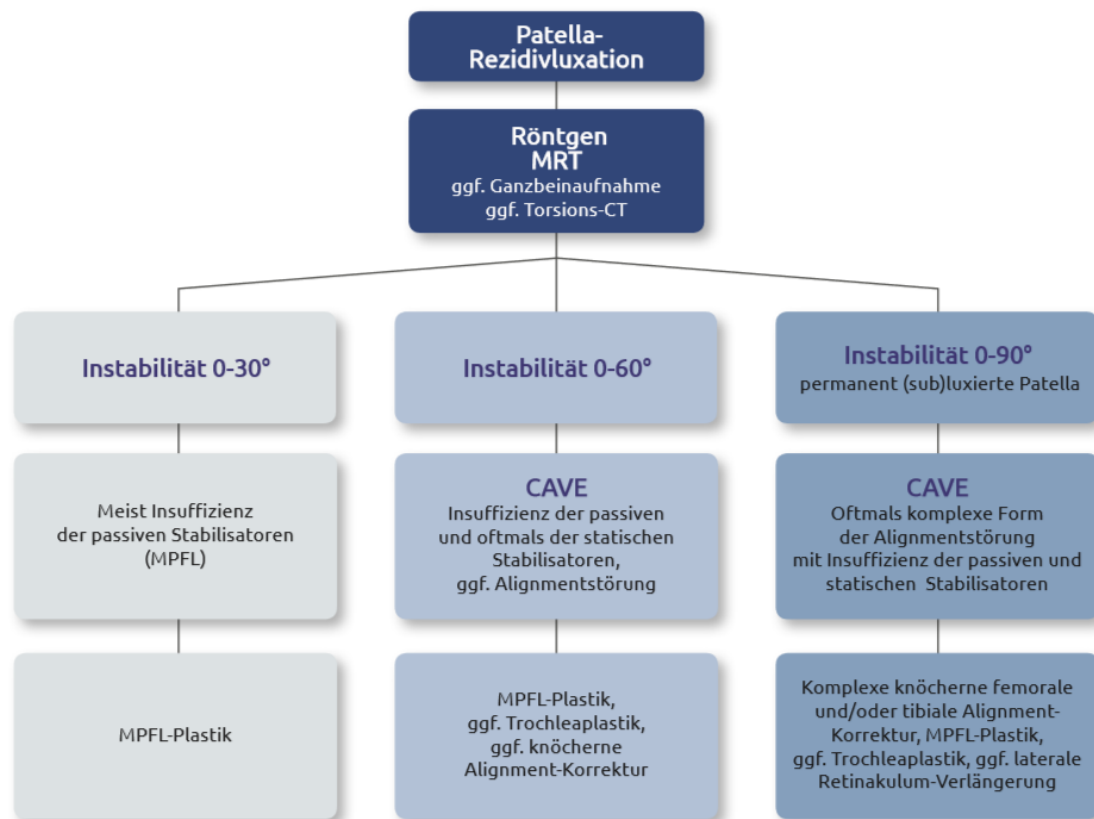 Patella-
Rezidivluxation
Röntgen
MRT
ggf. Ganzbeinaufnahme
ggf. Torsions-CT
Instabilität 0-30°
Meist Insuffizienz
der passiven Stabilisatoren
(MPFL)
MPFL-Plastik
Instabilität 0-60°
CAVE
Insuffizienz der passiven
und oftmals der statischen
Stabilisatoren,
ggf. Alignmentstörung
MPFL-Plastik,
ggf. Trochleaplastik,
ggf. knöcherne
Alignment-Korrektur
Instabilität 0-90°
permanent (sub)luxierte Patella
CAVE
Oftmals komplexe Form
der Alignmentstörung
mit Insuffizienz der passiven und
statischen Stabilisatoren
Komplexe knöcherne femorale
und/oder tibiale Alignment-
Korrektur, MPFL-Plastik,
ggf. Trochleaplastik, ggf. laterale
Retinakulum-Verlängerung